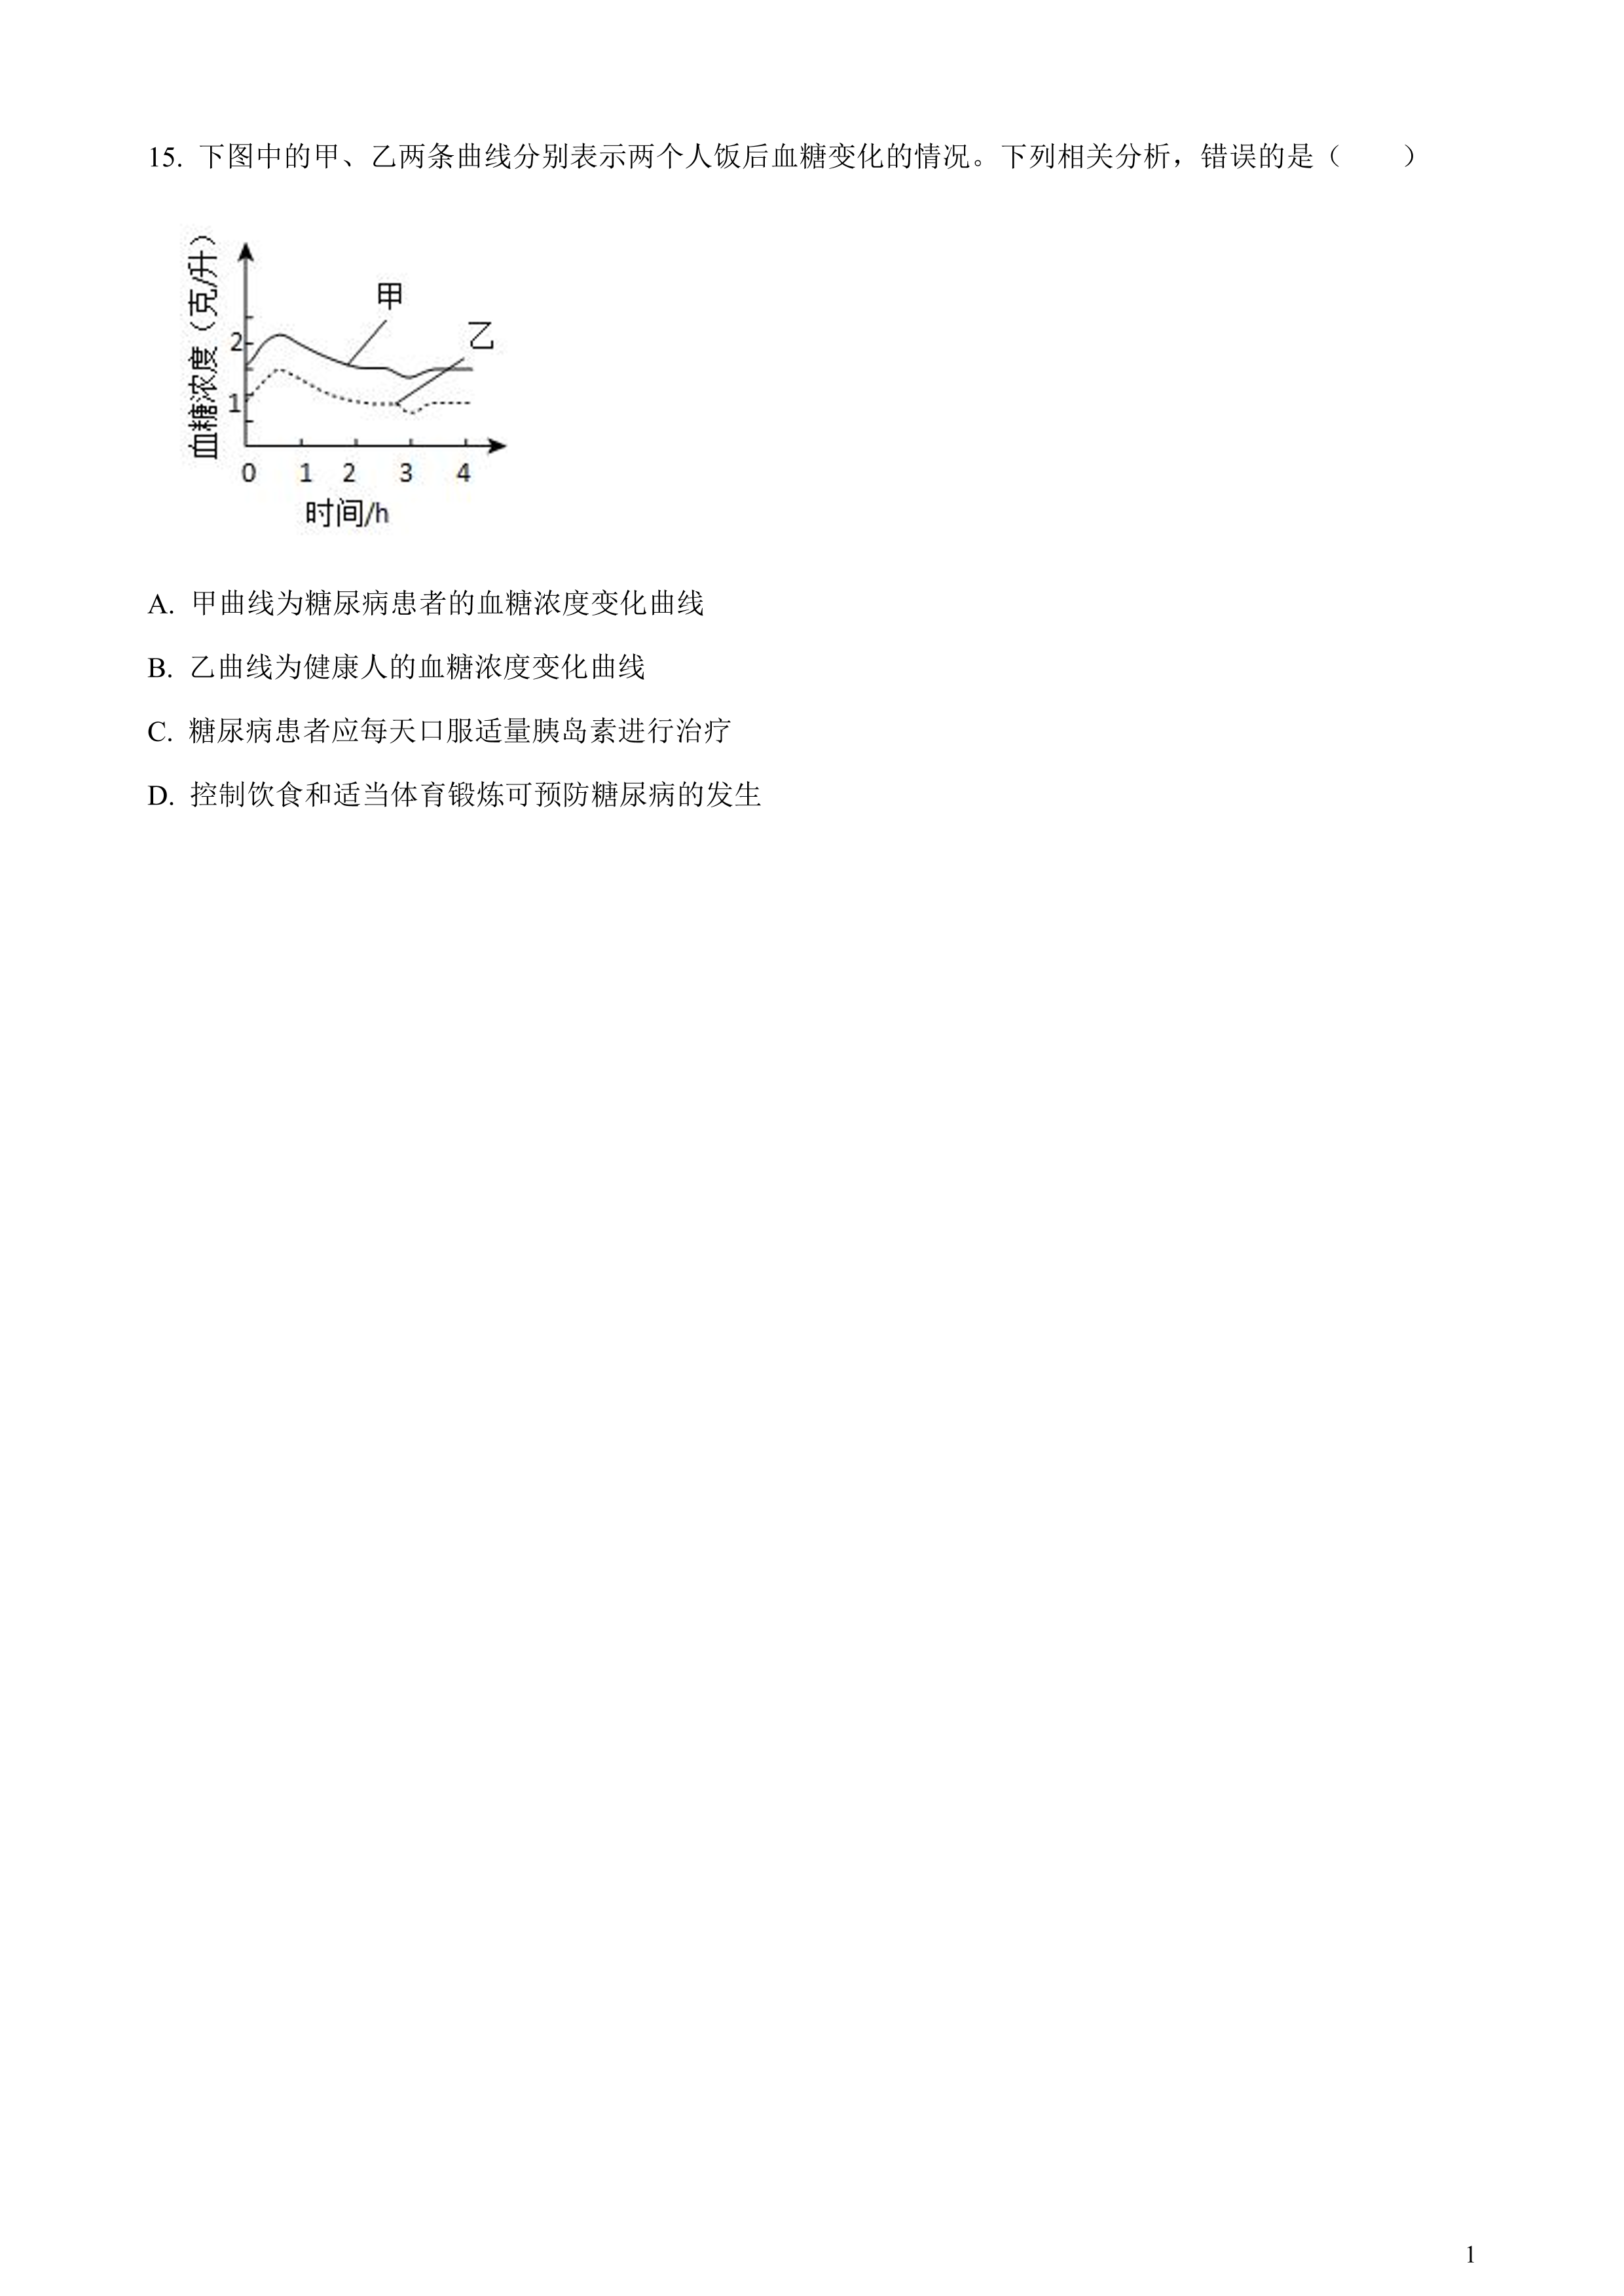 15. 下图中的甲、乙两条曲线分别表示两个人饭后血糖变化的情况。下列相关分析，错误的是（　　）
血糖浓度（克/升）
甲
乙
2
1
0 1 2 3 4
时间/h
A. 甲曲线为糖尿病患者的血糖浓度变化曲线
B. 乙曲线为健康人的血糖浓度变化曲线
C. 糖尿病患者应每天口服适量胰岛素进行治疗
D. 控制饮食和适当体育锻炼可预防糖尿病的发生
1